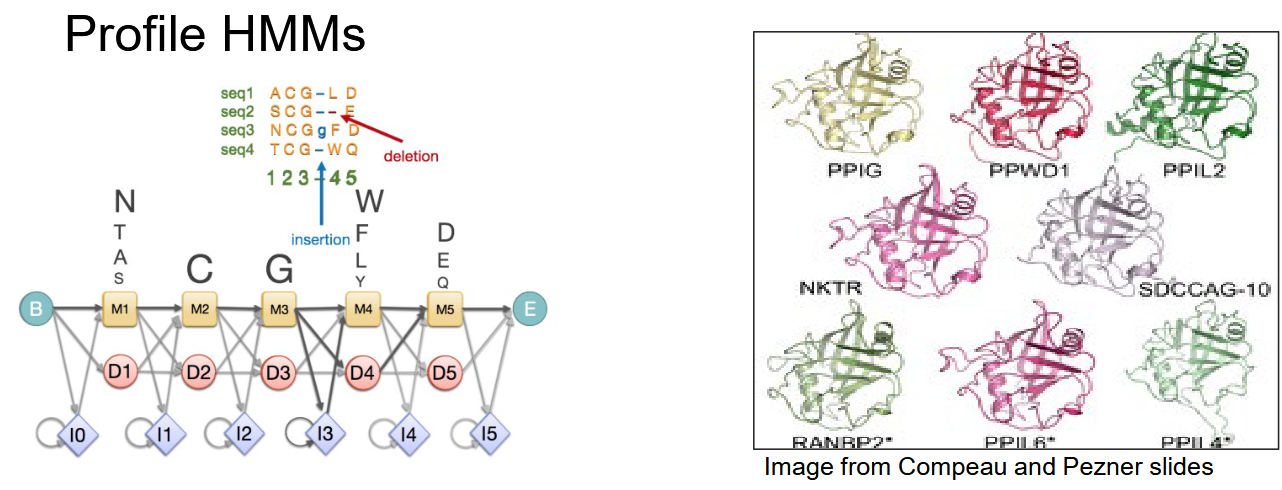 Profile HMMs
seq1 A C G - L D
seq2 S C G - - E
seq3 N C G g F D
seq4 T C G - W Q
deletion
1 2 3 - 4 5
insertion
N
T
A
S
C
G
W
F
L
Y
D
E
Q
B M1 M2 M3 M4 M5 E
D1 D2 D3 D4 D5
I0 I1 I2 I3 I4 I5
PPIG PPWD1 PPIL2
NKTR SDCCAG-10
RANBP2* PPIL6* PPIL4*
Image from Compeau and Pezner slides